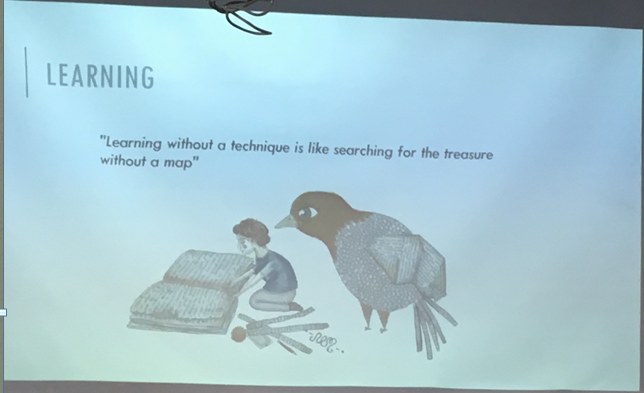 LEARNING
"Learning without a technique is like searching for the treasure
without a map"